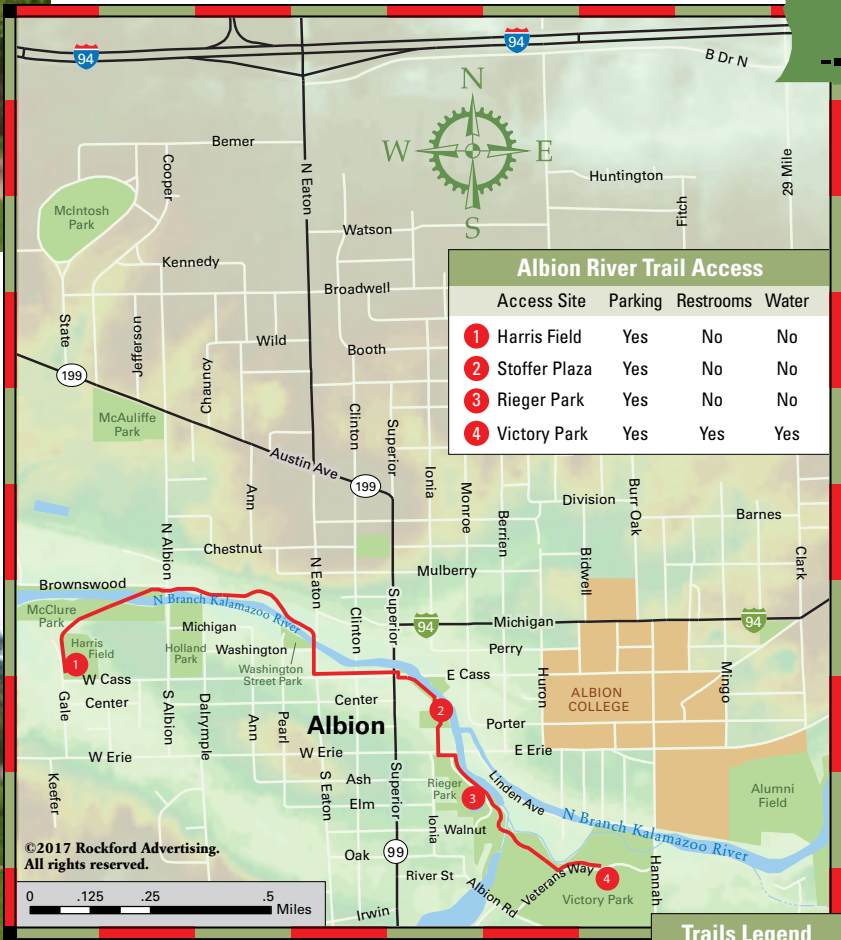 94
94
B Dr N
N
W
E
S
Bemer
Cooper
N Eaton
Huntington
Fitch
29 Mile
McIntosh
Park
Watson
Kennedy
Broadwell
State
Jefferson
Chauncy
Wild
Booth
199
McAuliffe
Park
Clinton
Superior
Austin Ave
199
Albion River Trail Access
Access Site Parking Restrooms Water
1 Harris Field Yes No No
2 Stoffer Plaza Yes No No
3 Rieger Park Yes No No
4 Victory Park Yes Yes Yes
Ionia
Monroe
Berrien
Division
Burr Oak
Barnes
Bidwell
Clark
Ann
N Albion
Chestnut
N Eaton
Mulberry
Brownswood
N Branch Kalamazoo River
McClure
Park
Michigan
Clinton
Superior
94
Michigan
94
Harris
Field
1
Holland
Park
Washington
Washington
Street Park
Perry
W Cass
E Cass
Gale
Center
S Albion
Dalrymple
Ann
Pearl
Center
Albion
2
Huron
ALBION
COLLEGE
Mingo
Porter
W Erie
W Erie
E Erie
Keefer
S Eaton
Ash
Elm
Superior
Rieger
Park
3
Linden Ave
N Branch Kalamazoo River
Alumni
Field
Ionia
Walnut
©2017 Rockford Advertising.
All rights reserved.
Oak
99
River St
Albion Rd
Veterans Way
4
Victory Park
Hannah
0 .125 .25 .5
Miles
Irwin
Trails Legend